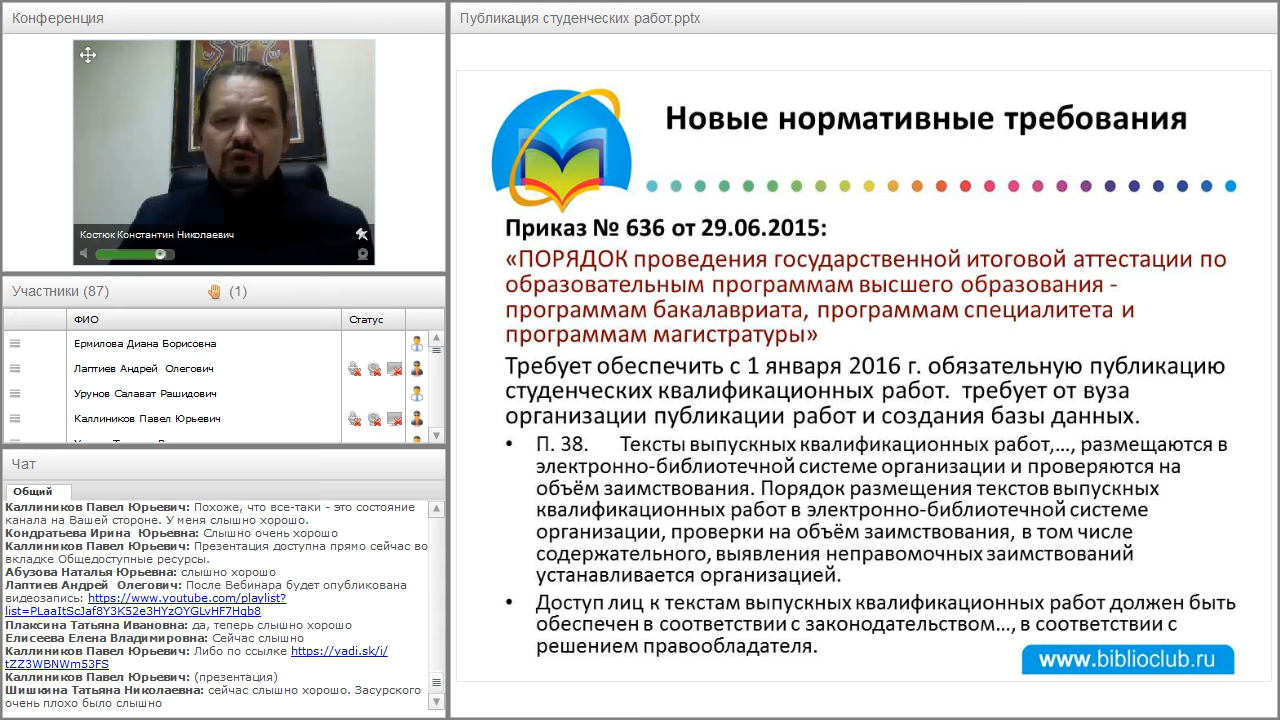 Конференция
Костюк Константин Николаевич
Участники (87)
(1)
ФИО
Статус
Ермилова Диана Борисовна
Лаптиев Андрей Олегович
Урунов Салават Рашидович
Каллиников Павел Юрьевич
Чат
Общий
Каллиников Павел Юрьевич: Похоже, что все-таки - это состояние
канала на Вашей стороне. У меня слышно хорошо.
Кондратьева Ирина Юрьевна: Слышно очень хорошо
Каллиников Павел Юрьевич: Презентация доступна прямо сейчас во
вкладке Общедоступные ресурсы.
Абузова Наталья Юрьевна: слышно хорошо
Лаптиев Андрей Олегович: После Вебинара будет опубликована
видеозапись: https://www.youtube.com/playlist?
list=PLaaItScJaf8Y3K52e3HYzOYGLvHF7Hqb8
Плаксина Татьяна Ивановна: да, теперь слышно хорошо
Елисеева Елена Владимировна: Сейчас слышно
Каллиников Павел Юрьевич: Либо по ссылке https://yadi.sk/i/
tZZ3WBNWm53FS
Каллиников Павел Юрьевич: (презентация)
Шишкина Татьяна Николаевна: сейчас слышно хорошо. Засурского
очень плохо было слышно
Публикация студенческих работ.pptx
Новые нормативные требования
Приказ № 636 от 29.06.2015:
«ПОРЯДОК проведения государственной итоговой аттестации по
образовательным программам высшего образования -
программам бакалавриата, программам специалитета и
программам магистратуры»
Требует обеспечить с 1 января 2016 г. обязательную публикацию
студенческих квалификационных работ. требует от вуза
организации публикации работ и создания базы данных.
• П. 38. Тексты выпускных квалификационных работ,…, размещаются в
электронно-библиотечной системе организации и проверяются на
объём заимствования. Порядок размещения текстов выпускных
квалификационных работ в электронно-библиотечной системе
организации, проверки на объём заимствования, в том числе
содержательного, выявления неправомочных заимствований
устанавливается организацией.
• Доступ лиц к текстам выпускных квалификационных работ должен быть
обеспечен в соответствии с законодательством…, в соответствии с
решением правообладателя.
www.biblioclub.ru